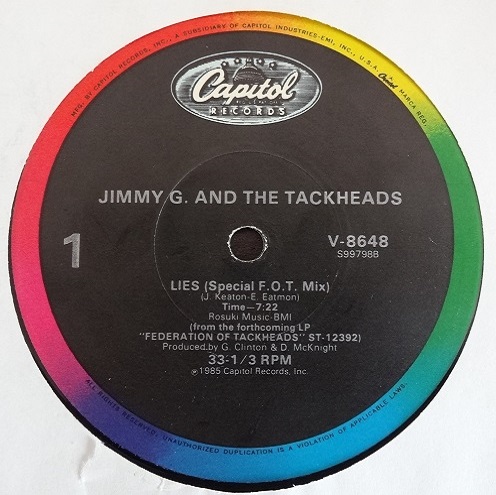 MFG. BY CAPITOL RECORDS, INC., A SUBSIDIARY OF CAPITOL INDUSTRIES-EMI, INC., U.S.A. Capitol MARCA REG.
Capitol
RECORDS
JIMMY G. AND THE TACKHEADS
1
V-8648
S99798B
LIES (Special F.O.T. Mix)
(J. Keaton-E. Eatmon)
Time—7:22
Rosuki Music-BMI
(from the forthcoming LP
"FEDERATION OF TACKHEADS" ST-12392)
Produced by G. Clinton & D. McKnight
33-1/3 RPM
℗1985 Capitol Records, Inc.
ALL RIGHTS RESERVED. UNAUTHORIZED DUPLICATION IS A VIOLATION OF APPLICABLE LAWS.